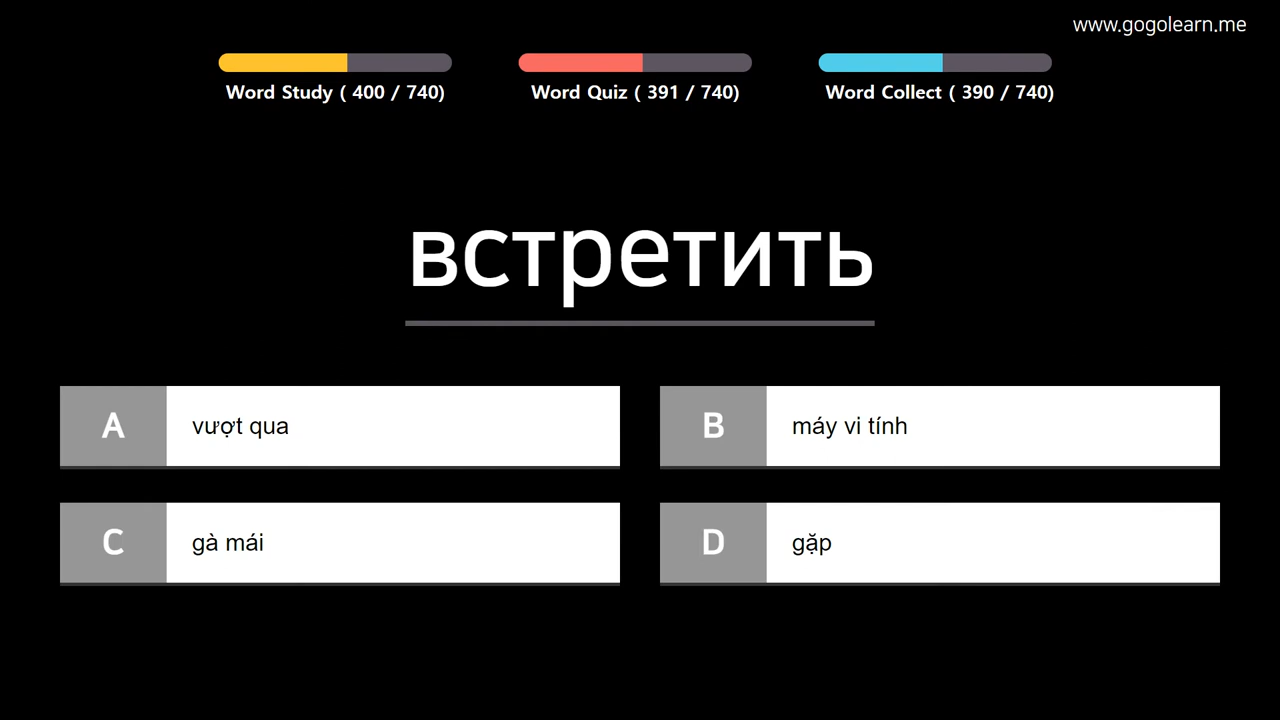 www.gogolearn.me
Word Study ( 400 / 740)
Word Quiz ( 391 / 740)
Word Collect ( 390 / 740)
встретить
A
vượt qua
B
máy vi tính
C
gà mái
D
gặp